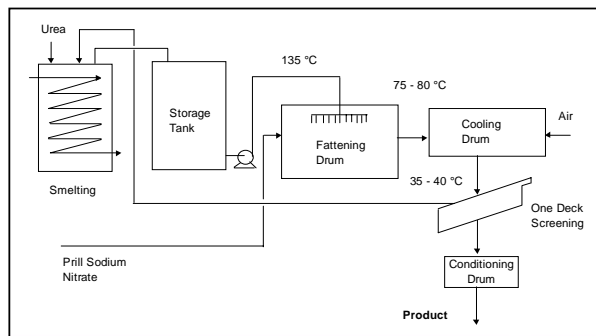 Urea
135 °C
75 - 80 °C
Storage
Tank
Fattening
Drum
Cooling
Drum
Air
Smelting
35 - 40 °C
One Deck
Screening
Prill Sodium
Nitrate
Conditioning
Drum
Product